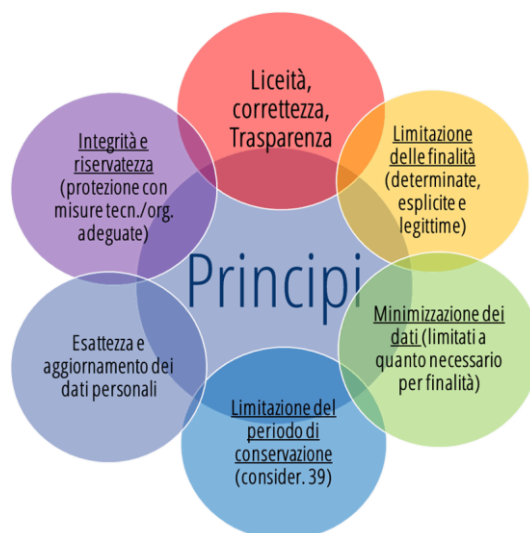 Liceità,
correttezza,
Trasparenza
Limitazione
delle finalità
(determinate,
esplicite e
legittime)
Minimizzazione dei
dati (limitati a
quanto necessario
per finalità)
Limitazione del
periodo di
conservazione
(consider. 39)
Esattezza e
aggiornamento dei
dati personali
Integrità e
riservatezza
(protezione con
misure tecn./org.
adeguate)
Principi